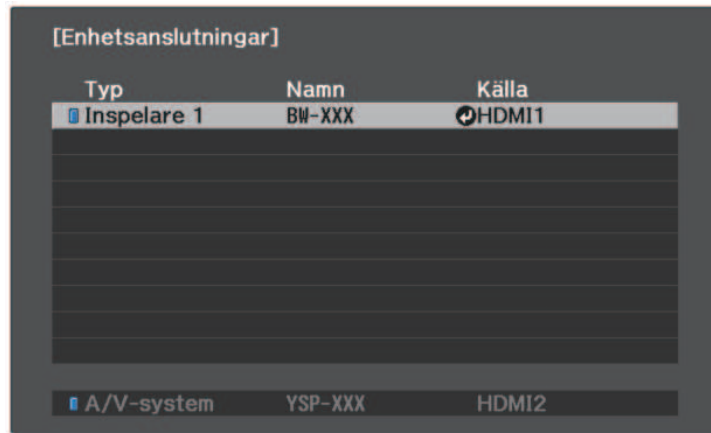 [Enhetsanslutningar]
Typ Namn Källa
Inspelare 1 BW-XXX HDMI1
A/V-system YSP-XXX HDMI2